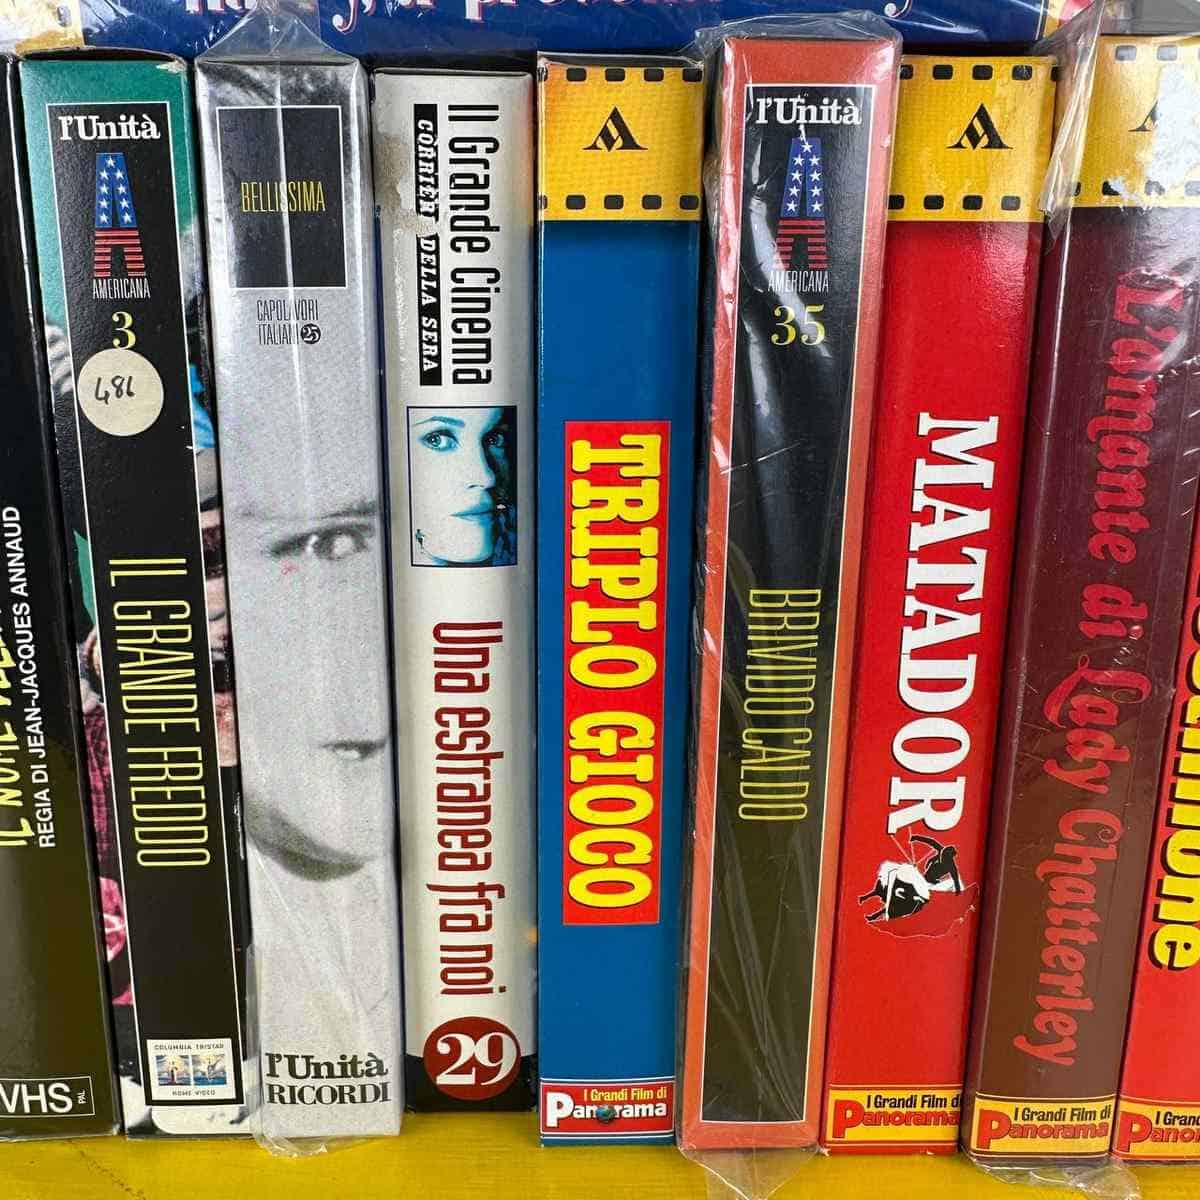 REGIA DI JEAN-JACQUES ANNAUD
VHS
PAL
l'Unità
A
AMERICANA
3
486
IL GRANDE FREDDO
COLUMBIA TRISTAR
HOME VIDEO
BELLISSIMA
CAPOLAVORI
ITALIANI 25
l'Unità
RICORDI
Il Grande Cinema
CORRIERE DELLA SERA
Una estranea fra noi
29
TRIPLO GIOCO
I Grandi Film di
Panorama
l'Unità
A
AMERICANA
35
BRIVIDO CALDO
MATADOR
I Grandi Film di
Panorama
L'amante di Lady Chatterley
I Grandi Film di
Panorama
I Grandi